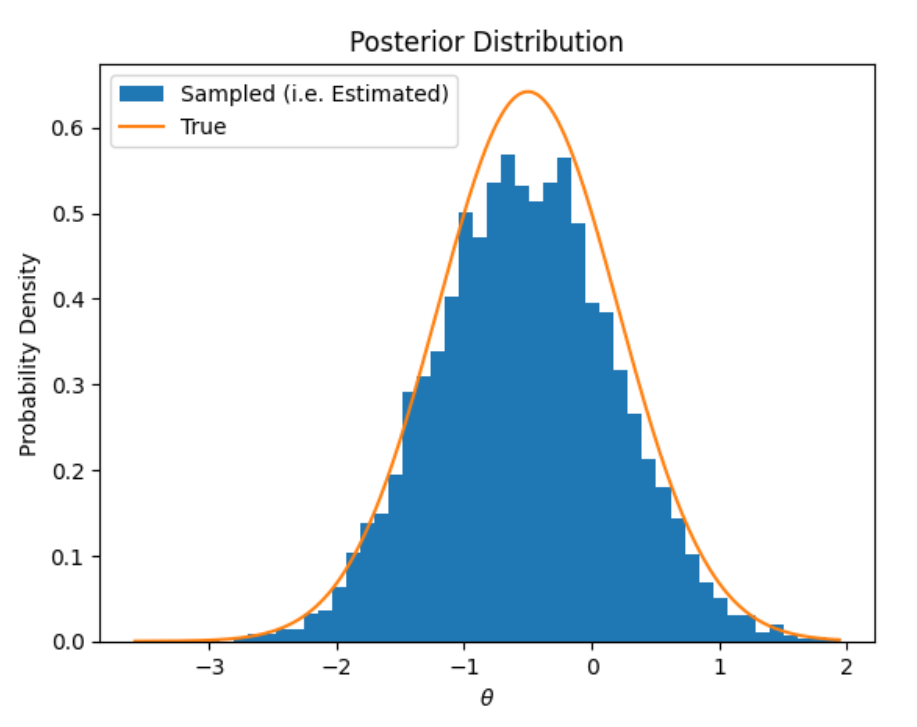 Posterior Distribution
Sampled (i.e. Estimated)
True
Probability Density
0.6
0.5
0.4
0.3
0.2
0.1
0.0
−3
−2
−1
0
1
2
θ